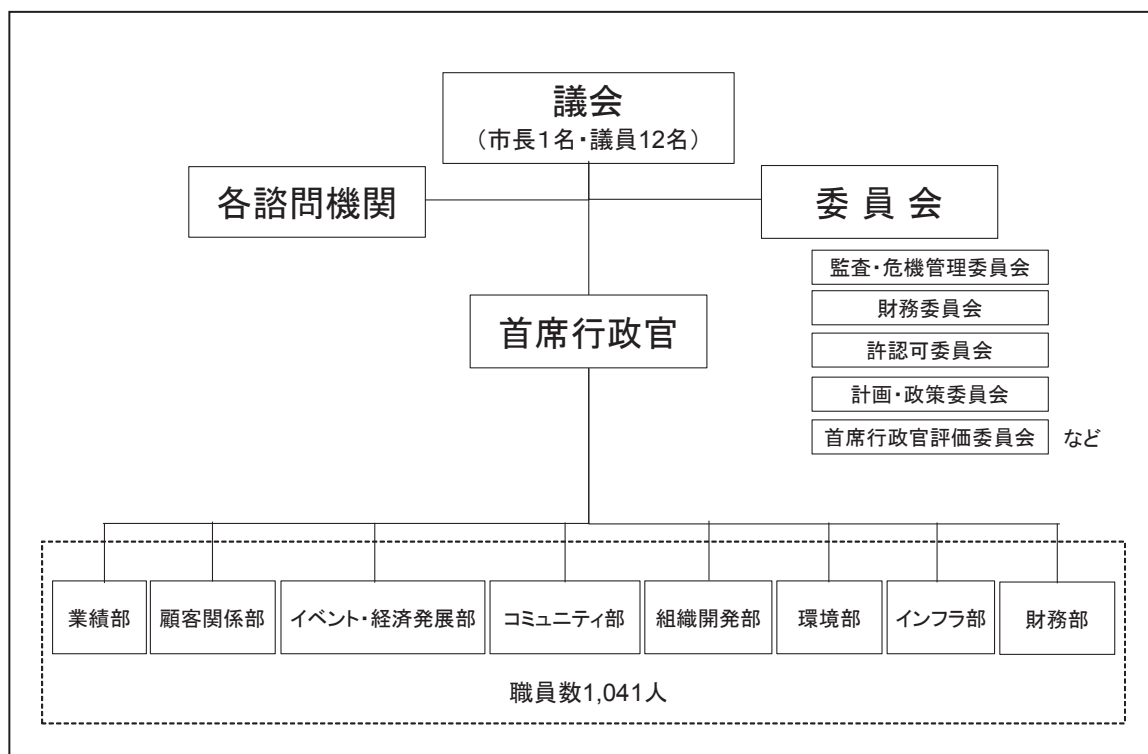 議会
（市長１名・議員12名）
各諮問機関
委員会
監査・危機管理委員会
財務委員会
許認可委員会
計画・政策委員会
首席行政官評価委員会 など
首席行政官
業績部
顧客関係部
イベント・経済発展部
コミュニティ部
組織開発部
環境部
インフラ部
財務部
職員数1,041人